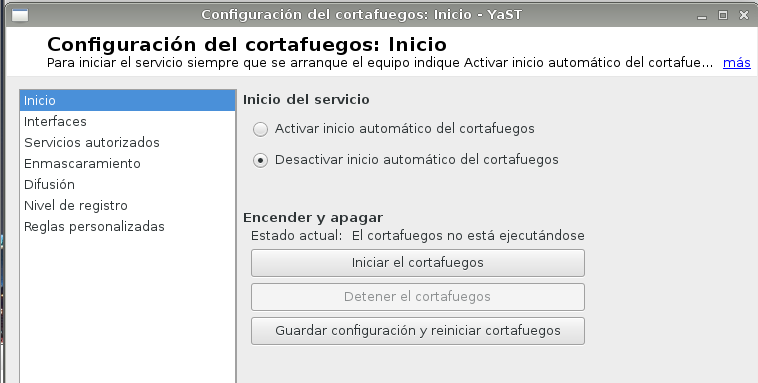 Configuración del cortafuegos: Inicio - YaST
Configuración del cortafuegos: Inicio
Para iniciar el servicio siempre que se arranque el equipo indique Activar inicio automático del cortafue... más
Inicio
Interfaces
Servicios autorizados
Enmascaramiento
Difusión
Nivel de registro
Reglas personalizadas
Inicio del servicio
Activar inicio automático del cortafuegos
Desactivar inicio automático del cortafuegos
Encender y apagar
Estado actual: El cortafuegos no está ejecutándose
Iniciar el cortafuegos
Detener el cortafuegos
Guardar configuración y reiniciar cortafuegos